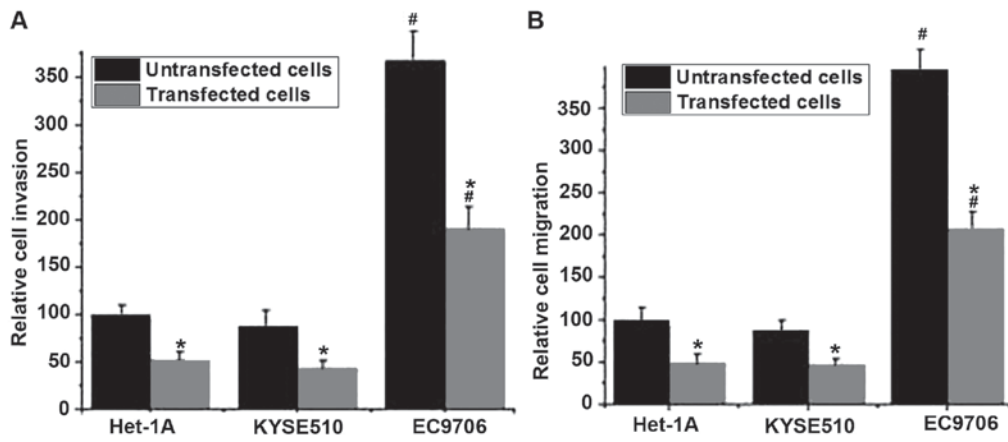 A
Relative cell invasion
350
300
250
200
150
100
50
0
Untransfected cells
Transfected cells
#
*
#
*
*
Het-1A
KYSE510
EC9706
B
Relative cell migration
350
300
250
200
150
100
50
0
Untransfected cells
Transfected cells
#
*
#
*
*
Het-1A
KYSE510
EC9706